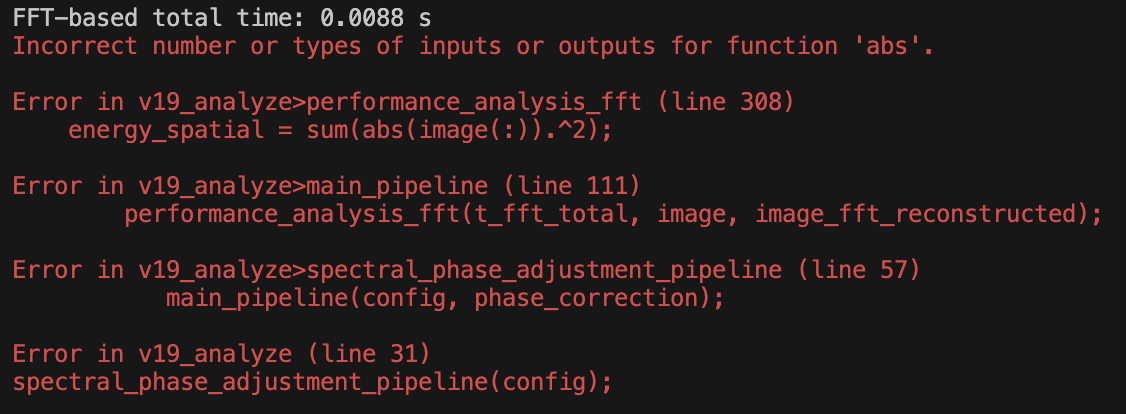 FFT-based total time: 0.0088 s
Incorrect number or types of inputs or outputs for function 'abs'.
Error in v19_analyze>performance_analysis_fft (line 308)
    energy_spatial = sum(abs(image(:)).^2);
Error in v19_analyze>main_pipeline (line 111)
        performance_analysis_fft(t_fft_total, image, image_fft_reconstructed);
Error in v19_analyze>spectral_phase_adjustment_pipeline (line 57)
            main_pipeline(config, phase_correction);
Error in v19_analyze (line 31)
spectral_phase_adjustment_pipeline(config);